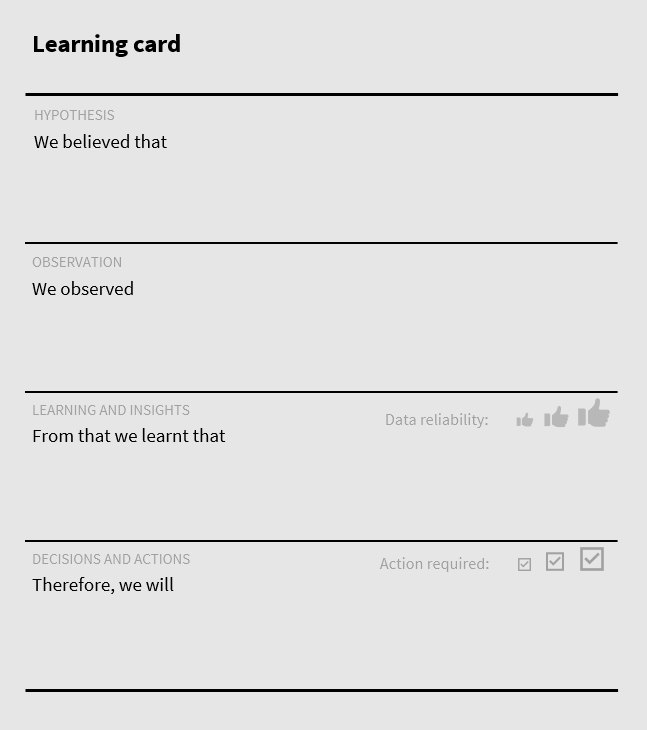 Learning card
HYPOTHESIS
We believed that
OBSERVATION
We observed
LEARNING AND INSIGHTS
Data reliability:
From that we learnt that
DECISIONS AND ACTIONS
Action required:
Therefore, we will